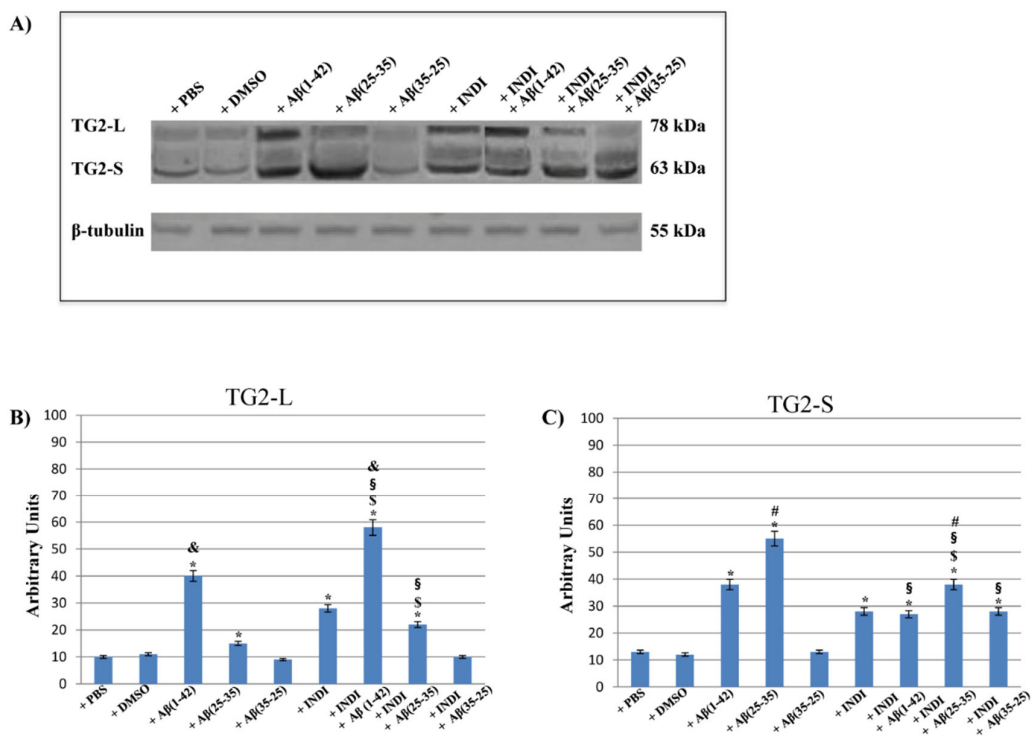 A)
+ PBS
+ DMSO
+ Aβ(1-42)
+ Aβ(25-35)
+ Aβ(35-25)
+ INDI
+ INDI
+ Aβ(1-42)
+ INDI
+ Aβ(25-35)
+ INDI
+ Aβ(35-25)
TG2-L 78 kDa
TG2-S 63 kDa
β-tubulin 55 kDa
B)
TG2-L
Arbitrary Units
100
90
80
70
60
50
40
30
20
10
0
&
*
*
*
&
§
$
*
§
$
*
+ PBS
+ DMSO
+ Aβ(1-42)
+ Aβ(25-35)
+ Aβ(35-25)
+ INDI
+ INDI
+ Aβ (1-42)
+ INDI
+ Aβ(25-35)
+ INDI
+ Aβ(35-25)
C)
TG2-S
Arbitray Units
100
90
80
70
60
50
40
30
20
10
0
*
#
*
*
§
*
#
§
$
*
§
*
+ PBS
+ DMSO
+ Aβ(1-42)
+ Aβ(25-35)
+ Aβ(35-25)
+ INDI
+ INDI
+ Aβ(1-42)
+ INDI
+ Aβ(25-35)
+ INDI
+ Aβ(35-25)